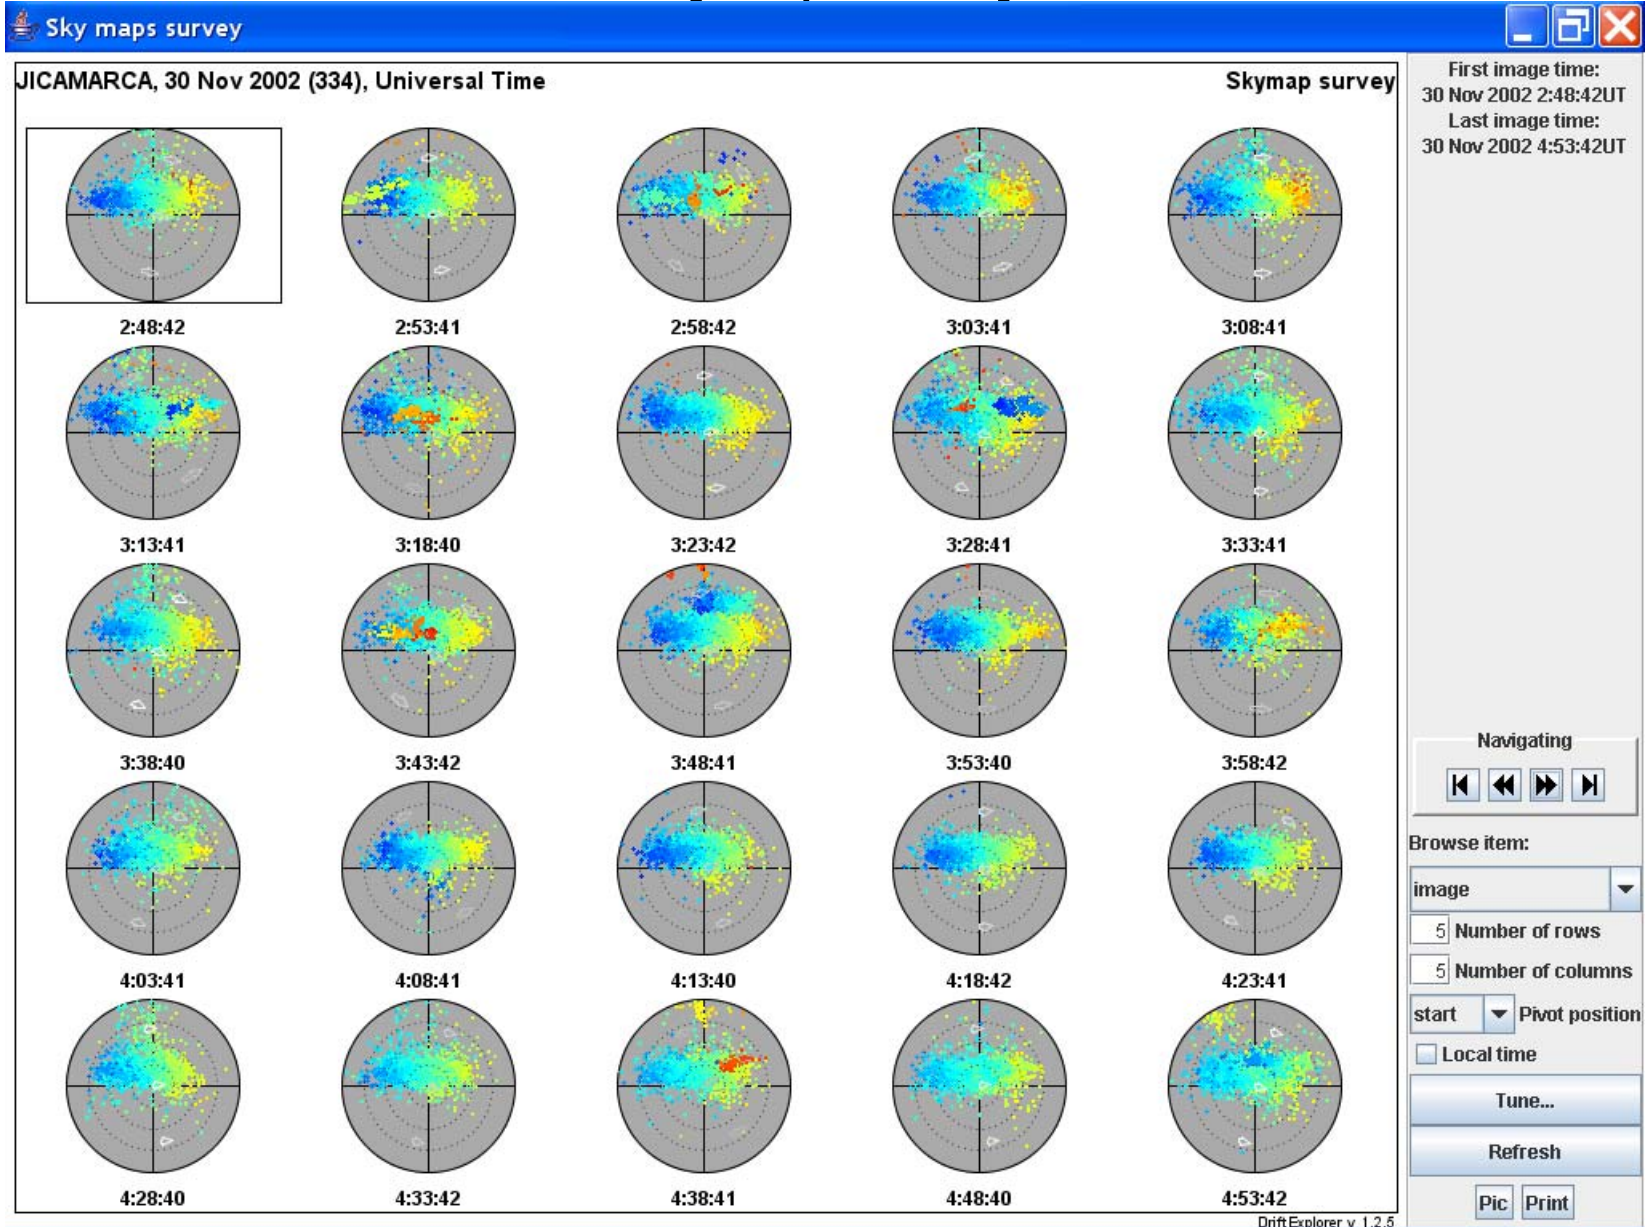 Sky maps survey
JICAMARCA, 30 Nov 2002 (334), Universal Time
Skymap survey
2:48:42 2:53:41 2:58:42 3:03:41 3:08:41
3:13:41 3:18:40 3:23:42 3:28:41 3:33:41
3:38:40 3:43:42 3:48:41 3:53:40 3:58:42
4:03:41 4:08:41 4:13:40 4:18:42 4:23:41
4:28:40 4:33:42 4:38:41 4:48:40 4:53:42
DriftExplorer v. 1.2.5
First image time:
30 Nov 2002 2:48:42UT
Last image time:
30 Nov 2002 4:53:42UT
Navigating
Browse item:
image
5 Number of rows
5 Number of columns
start Pivot position
Local time
Tune...
Refresh
Pic Print